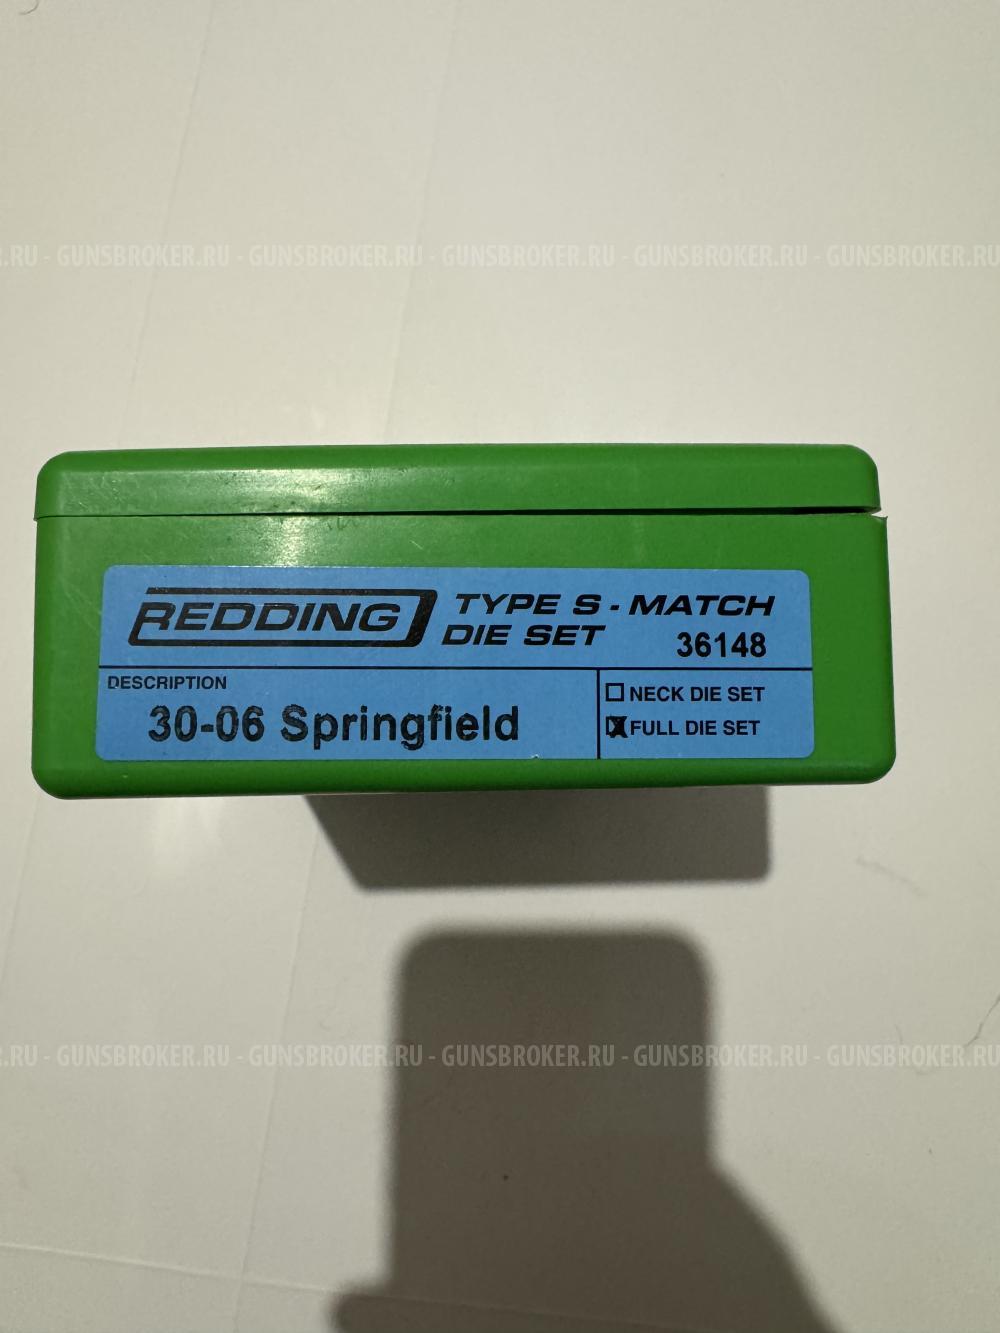 .RU - GUNSBROKER.RU - GUNSBROKER.RU - GUNSBROKER.RU - GUNSBROKER.RU - GUNSBROKER.RU
REDDING
TYPE S - MATCH
DIE SET
36148
DESCRIPTION
30-06 Springfield
NECK DIE SET
FULL DIE SET
.RU - GUNSBROKER.RU - GUNSBROKER.RU - GUNSBROKER.RU - GUNSBROKER.RU - GUNSBROKER.RU